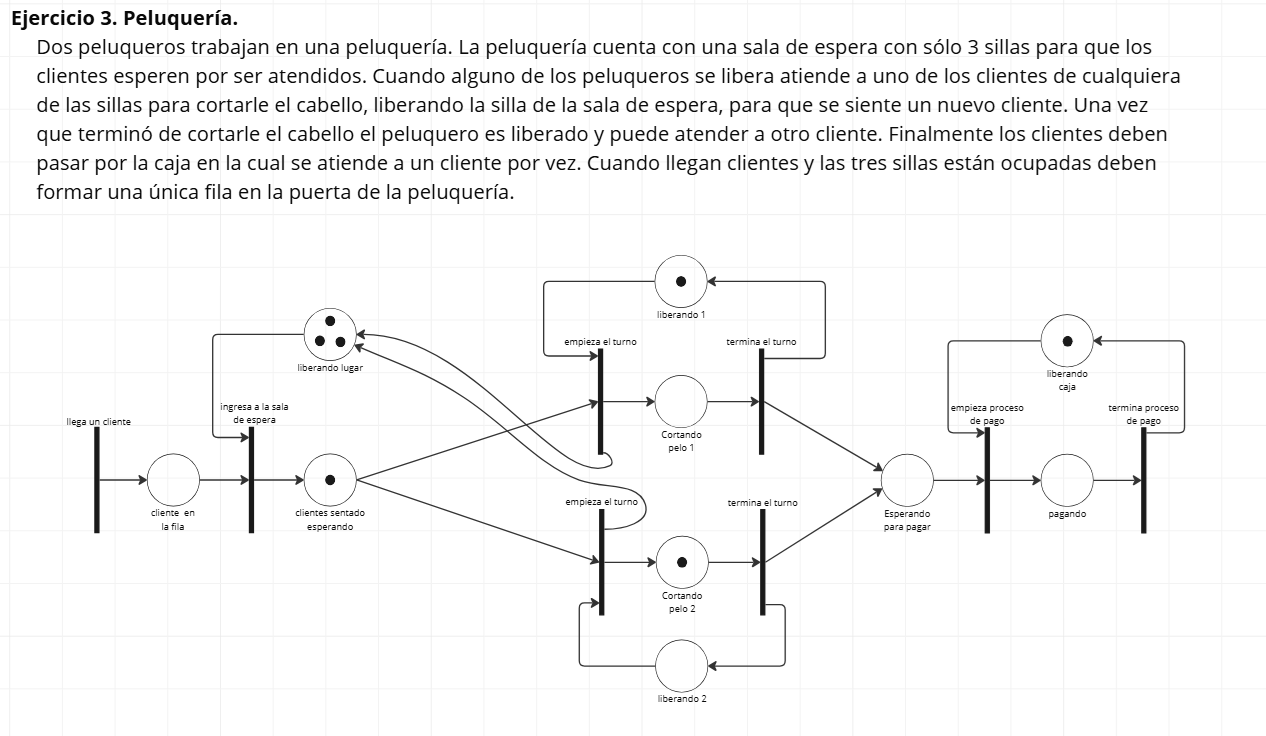 Ejercicio 3. Peluquería.
Dos peluqueros trabajan en una peluquería. La peluquería cuenta con una sala de espera con sólo 3 sillas para que los
clientes esperen por ser atendidos. Cuando alguno de los peluqueros se libera atiende a uno de los clientes de cualquiera
de las sillas para cortarle el cabello, liberando la silla de la sala de espera, para que se siente un nuevo cliente. Una vez
que terminó de cortarle el cabello el peluquero es liberado y puede atender a otro cliente. Finalmente los clientes deben
pasar por la caja en la cual se atiende a un cliente por vez. Cuando llegan clientes y las tres sillas están ocupadas deben
formar una única fila en la puerta de la peluquería.
liberando 1
empieza el turno
termina el turno
liberando lugar
liberando
caja
llega un cliente
ingresa a la sala
de espera
empieza proceso
de pago
termina proceso
de pago
Cortando
pelo 1
cliente en
la fila
clientes sentado
esperando
empieza el turno
termina el turno
Esperando
para pagar
pagando
Cortando
pelo 2
liberando 2